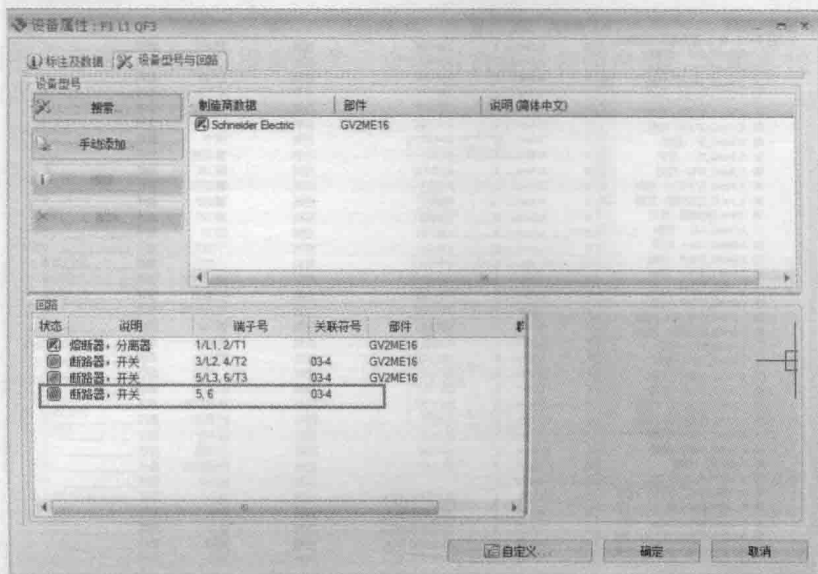 设备属性：F1 L1 QF3
标注及数据 设备型号与回路
设备型号
搜索...
手动添加...
制造商数据 部件 说明(简体中文)
Schneider Electric GV2ME16
回路
状态 说明 端子号 关联符号 部件
熔断器，分离器 1/L1, 2/T1 GV2ME16
断路器，开关 3/L2, 4/T2 03-4 GV2ME16
断路器，开关 5/L3, 6/T3 03-4 GV2ME16
断路器，开关 5, 6 03-4
自定义... 确定 取消